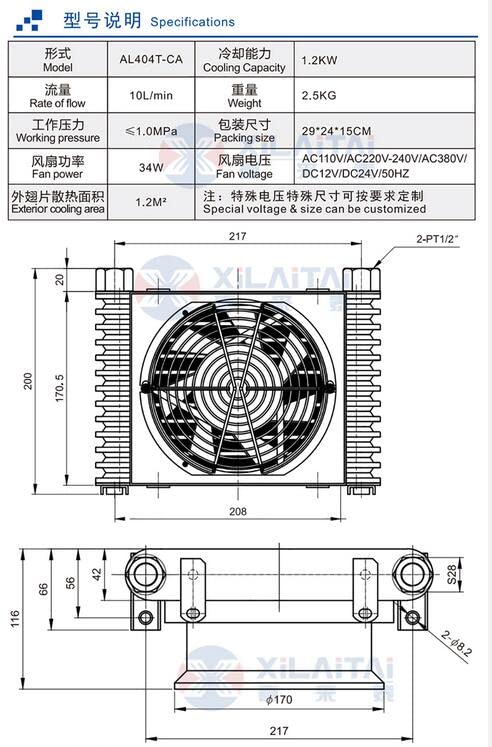 型号说明 Specifications
形式 AL404T-CA 冷却能力 1.2KW
Model Cooling Capacity
流量 10L/min 重量 2.5KG
Rate of flow Weight
工作压力 ≤1.0MPa 包装尺寸 29*24*15CM
Working pressure Packing size
风扇功率 34W 风扇电压 AC110V/AC220V-240V/AC380V/
Fan power Fan voltage DC12V/DC24V/50HZ
外翅片散热面积 1.2M² 注：特殊电压特殊尺寸可按要求定制
Exterior cooling area Special voltage & size can be customized
217
2-PT1/2"
XiLAiTAi
20
200
170.5
208
116
66
56
42
S28
2-φ8.2
XiLAiTAi
φ170
217